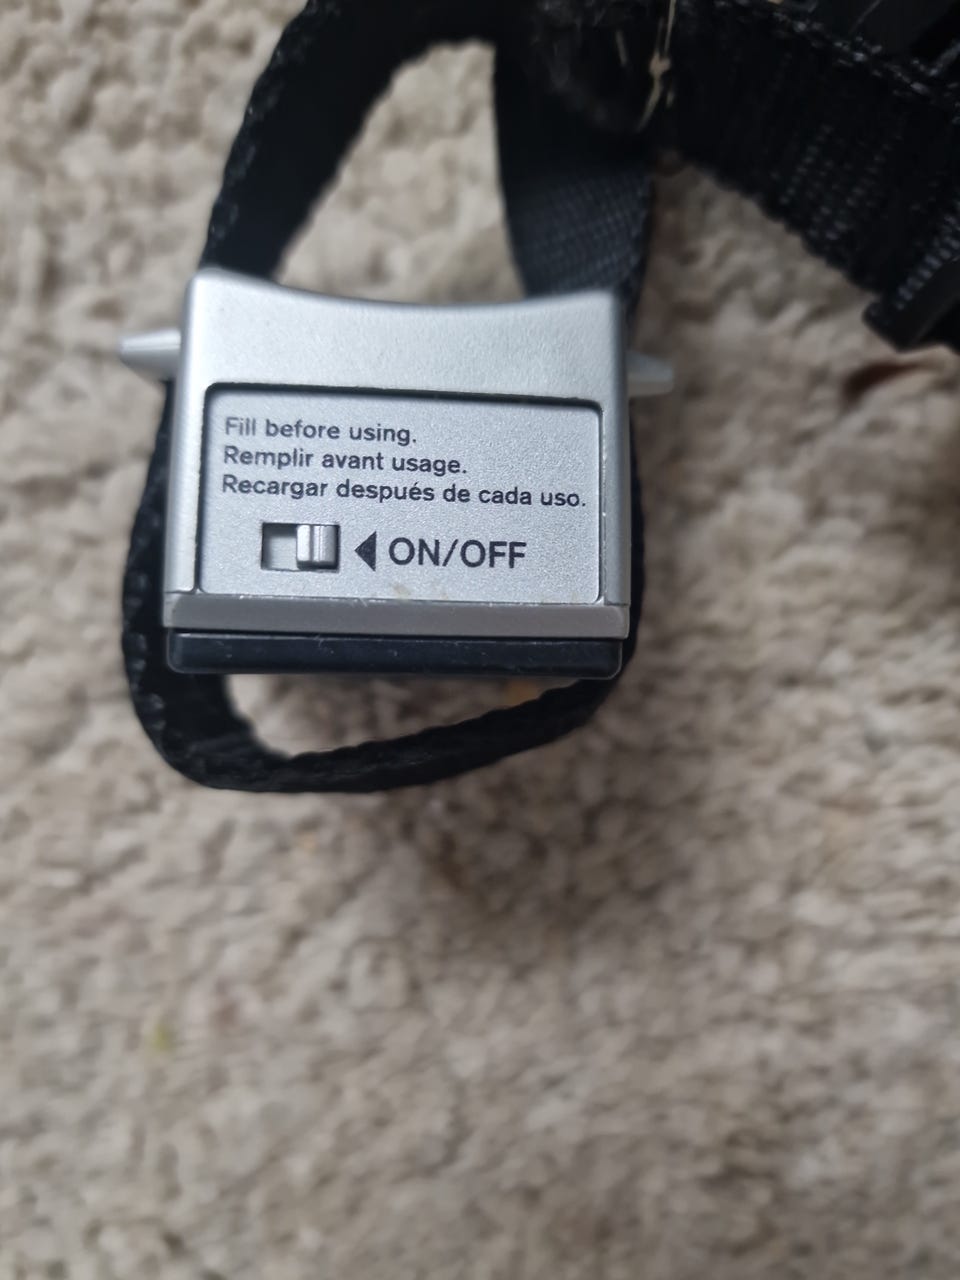 Fill before using.
Remplir avant usage.
Recargar después de cada uso.
ON/OFF